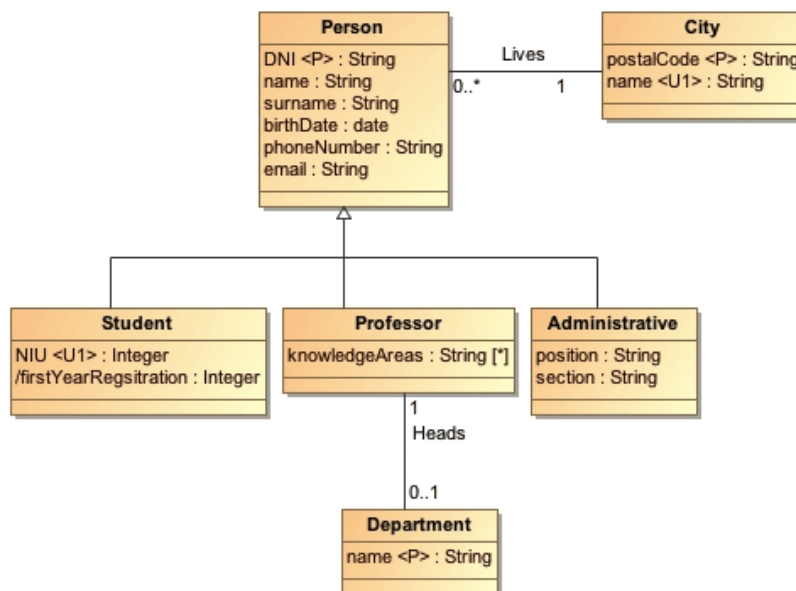 Person
DNI <P> : String
name : String
surname : String
birthDate : date
phoneNumber : String
email : String
Lives
0..*
1
City
postalCode <P> : String
name <U1> : String
Student
NIU <U1> : Integer
/firstYearRegsitration : Integer
Professor
knowledgeAreas : String [*]
Administrative
position : String
section : String
1
Heads
0..1
Department
name <P> : String